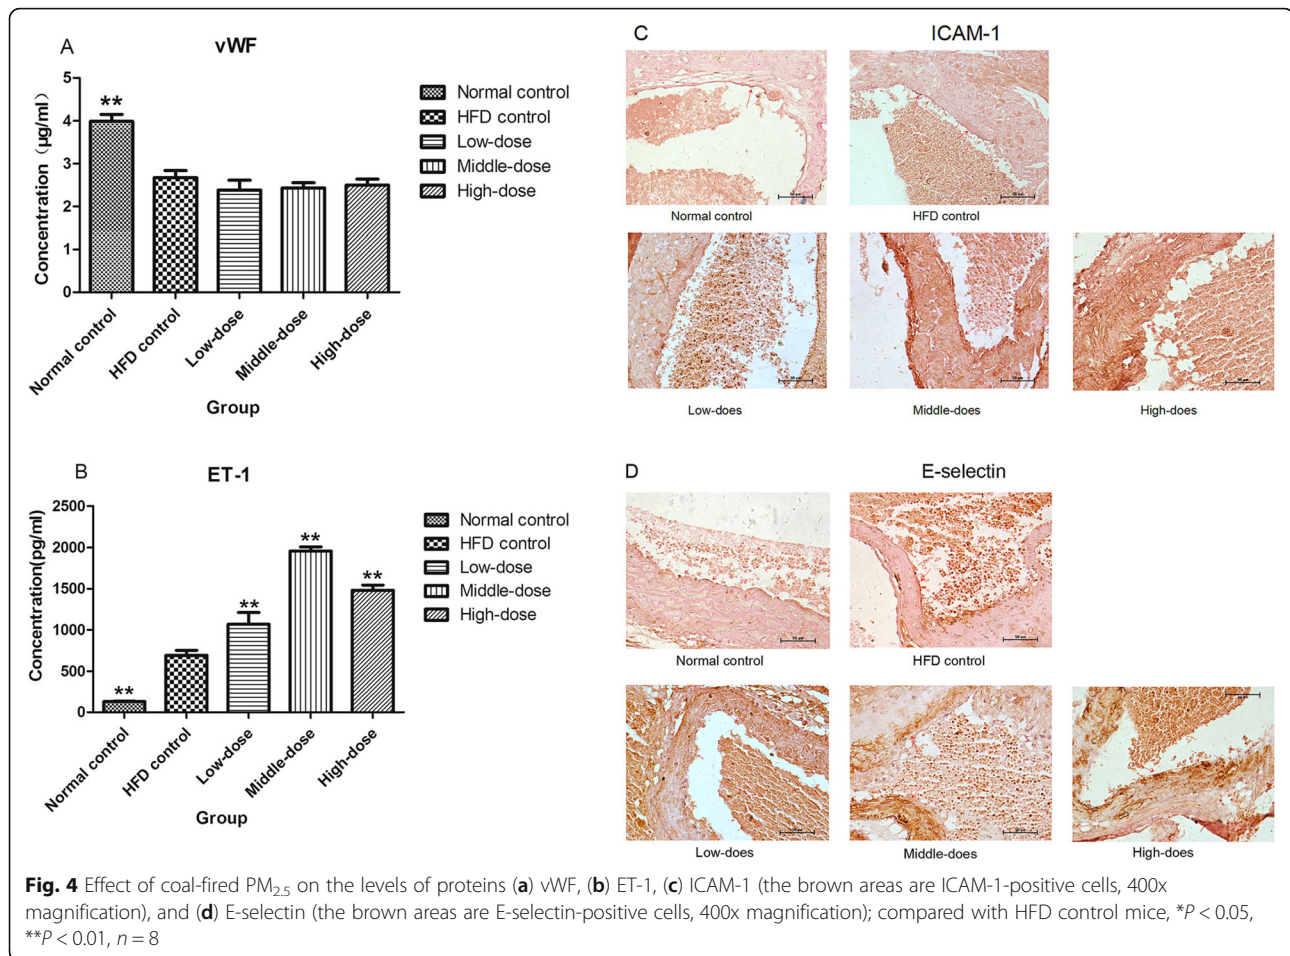 A
vWF
Concentration (µg/ml)
5
4
3
2
1
0
**
Normal control
HFD control
Low-dose
Middle-dose
High-dose
Group
Normal control
HFD control
Low-dose
Middle-dose
High-dose
B
ET-1
Concentration(pg/ml)
2500
2000
1500
1000
500
0
**
**
**
**
Normal control
HFD control
Low-dose
Middle-dose
High-dose
Group
Normal control
HFD control
Low-dose
Middle-dose
High-dose
C
ICAM-1
Normal control
HFD control
Low-does
Middle-does
High-does
D
E-selectin
Normal control
HFD control
Low-does
Middle-does
High-does
Fig. 4 Effect of coal-fired PM2.5 on the levels of proteins (a) vWF, (b) ET-1, (c) ICAM-1 (the brown areas are ICAM-1-positive cells, 400x
magnification), and (d) E-selectin (the brown areas are E-selectin-positive cells, 400x magnification); compared with HFD control mice, *P < 0.05,
**P < 0.01, n = 8